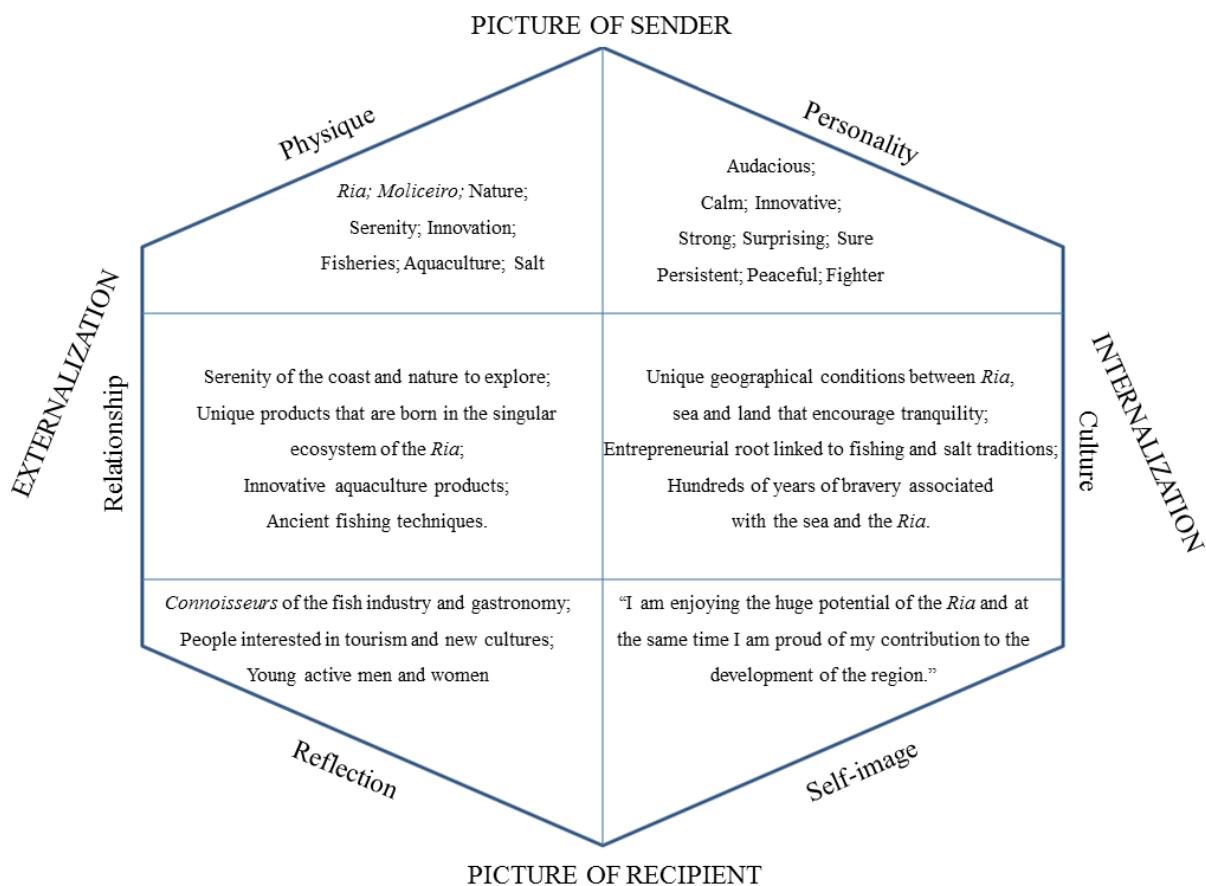 PICTURE OF SENDER
Physique
Personality
Ria; Moliceiro; Nature;
Serenity; Innovation;
Fisheries; Aquaculture; Salt
Audacious;
Calm; Innovative;
Strong; Surprising; Sure
Persistent; Peaceful; Fighter
EXTERNALIZATION
Relationship
Serenity of the coast and nature to explore;
Unique products that are born in the singular
ecosystem of the Ria;
Innovative aquaculture products;
Ancient fishing techniques.
Unique geographical conditions between Ria,
sea and land that encourage tranquility;
Entrepreneurial root linked to fishing and salt traditions;
Hundreds of years of bravery associated
with the sea and the Ria.
Culture
INTERNALIZATION
Connoisseurs of the fish industry and gastronomy;
People interested in tourism and new cultures;
Young active men and women
“I am enjoying the huge potential of the Ria and at
the same time I am proud of my contribution to the
development of the region.”
Reflection
Self-image
PICTURE OF RECIPIENT